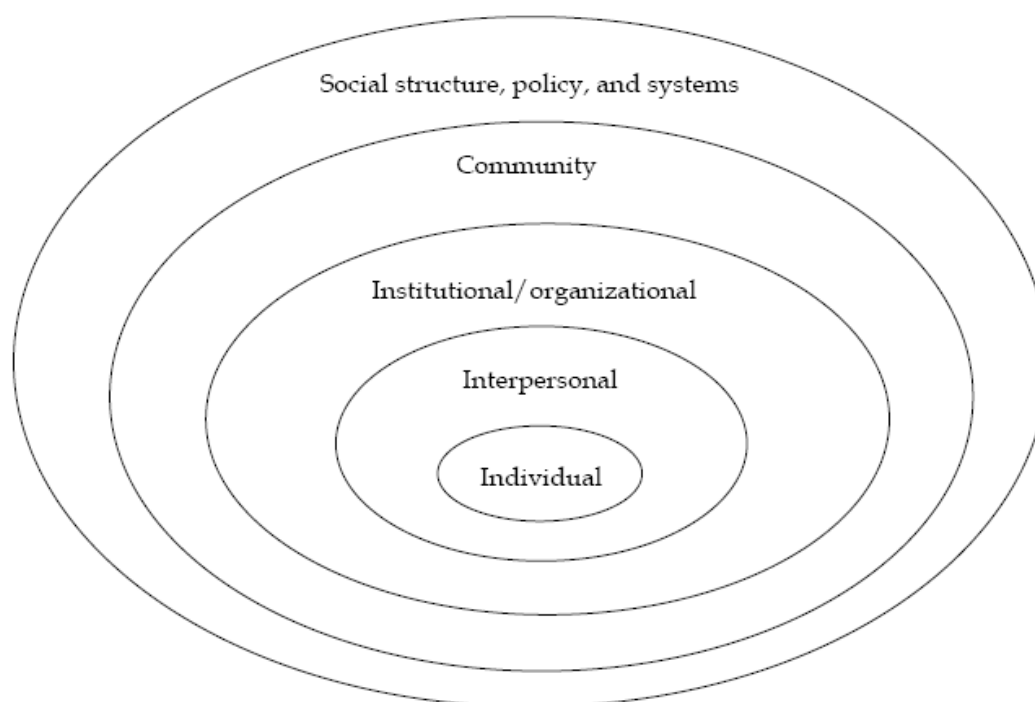 Social structure, policy, and systems
Community
Institutional/organizational
Interpersonal
Individual